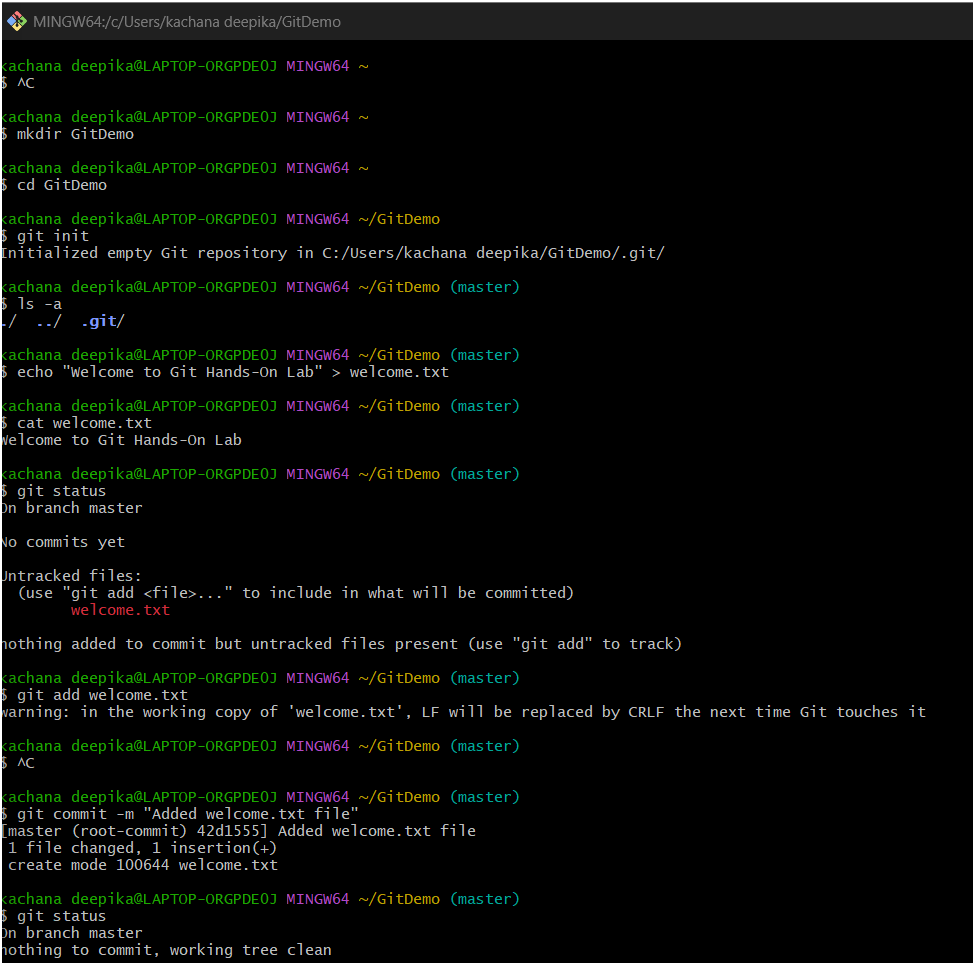 MINGW64:/c/Users/kachana deepika/GitDemo
kachana deepika@LAPTOP-ORGPDE0J MINGW64 ~
$ ^C
kachana deepika@LAPTOP-ORGPDE0J MINGW64 ~
$ mkdir GitDemo
kachana deepika@LAPTOP-ORGPDE0J MINGW64 ~
$ cd GitDemo
kachana deepika@LAPTOP-ORGPDE0J MINGW64 ~/GitDemo
$ git init
Initialized empty Git repository in C:/Users/kachana deepika/GitDemo/.git/
kachana deepika@LAPTOP-ORGPDE0J MINGW64 ~/GitDemo (master)
$ ls -a
./  ../  .git/
kachana deepika@LAPTOP-ORGPDE0J MINGW64 ~/GitDemo (master)
$ echo "Welcome to Git Hands-On Lab" > welcome.txt
kachana deepika@LAPTOP-ORGPDE0J MINGW64 ~/GitDemo (master)
$ cat welcome.txt
Welcome to Git Hands-On Lab
kachana deepika@LAPTOP-ORGPDE0J MINGW64 ~/GitDemo (master)
$ git status
On branch master
No commits yet
Untracked files:
  (use "git add <file>..." to include in what will be committed)
        welcome.txt
nothing added to commit but untracked files present (use "git add" to track)
kachana deepika@LAPTOP-ORGPDE0J MINGW64 ~/GitDemo (master)
$ git add welcome.txt
warning: in the working copy of 'welcome.txt', LF will be replaced by CRLF the next time Git touches it
kachana deepika@LAPTOP-ORGPDE0J MINGW64 ~/GitDemo (master)
$ ^C
kachana deepika@LAPTOP-ORGPDE0J MINGW64 ~/GitDemo (master)
$ git commit -m "Added welcome.txt file"
[master (root-commit) 42d1555] Added welcome.txt file
 1 file changed, 1 insertion(+)
 create mode 100644 welcome.txt
kachana deepika@LAPTOP-ORGPDE0J MINGW64 ~/GitDemo (master)
$ git status
On branch master
nothing to commit, working tree clean